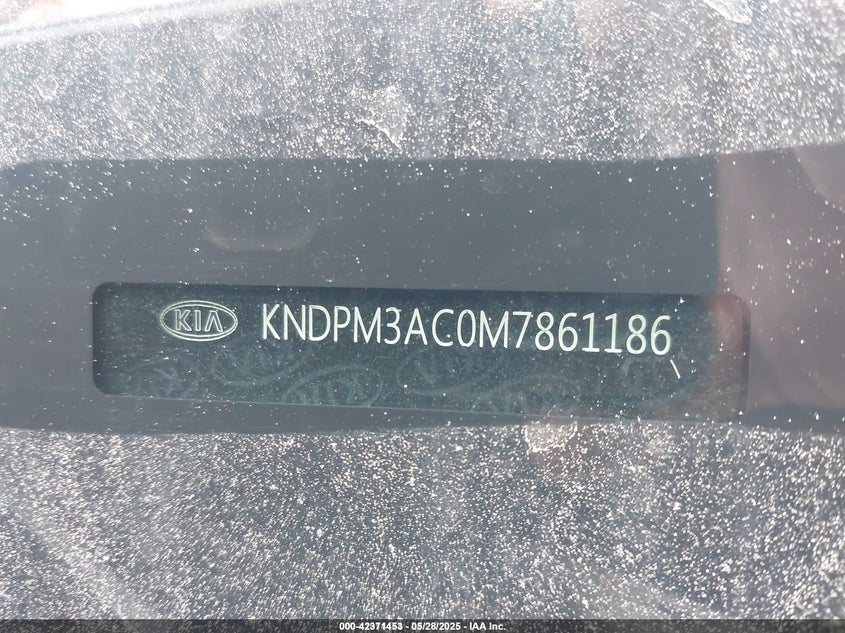 KIA KNDPM3AC0M7861186
000-42371453 - 05/28/2025 - IAA Inc.